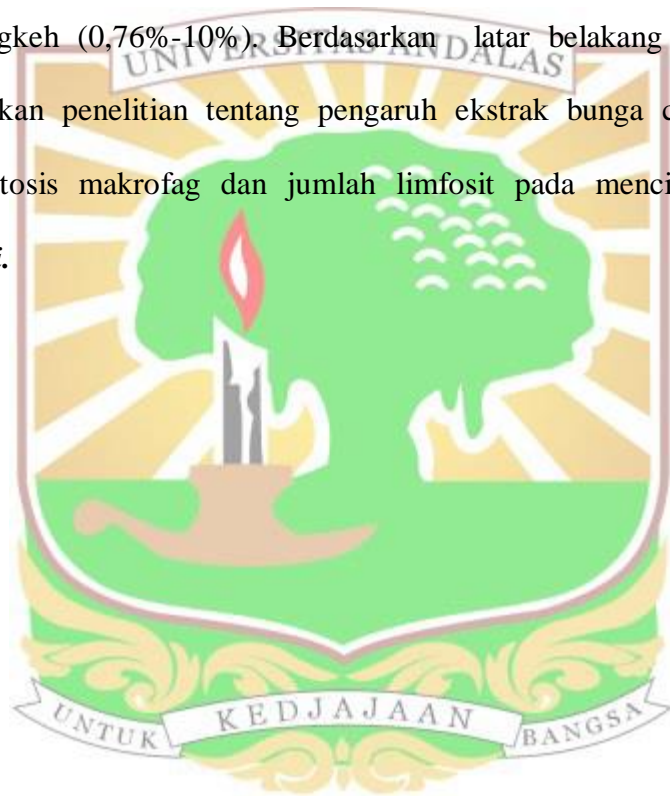 gkeh (0,76%-10%). Berdasarkan latar belakang
UNIVERSITAS ANDALAS
kan penelitian tentang pengaruh ekstrak bunga c
tosis makrofag dan jumlah limfosit pada menci
UNTUK KEDJAJAAN BANGSA